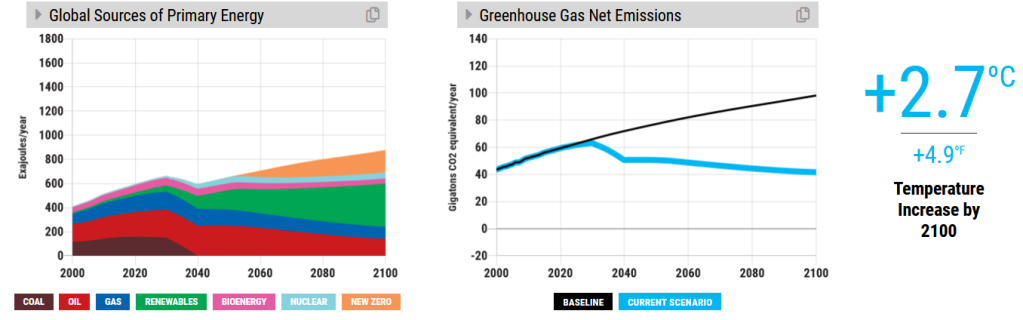 Global Sources of Primary Energy
Exajoules/year
1800
1600
1400
1200
1000
800
600
400
200
0
2000 2020 2040 2060 2080 2100
COAL OIL GAS RENEWABLES BIOENERGY NUCLEAR NEW ZERO
Greenhouse Gas Net Emissions
Gigatons CO2 equivalent/year
140
120
100
80
60
40
20
0
-20
2000 2020 2040 2060 2080 2100
BASELINE CURRENT SCENARIO
+2.7°C
+4.9°F
Temperature
Increase by
2100